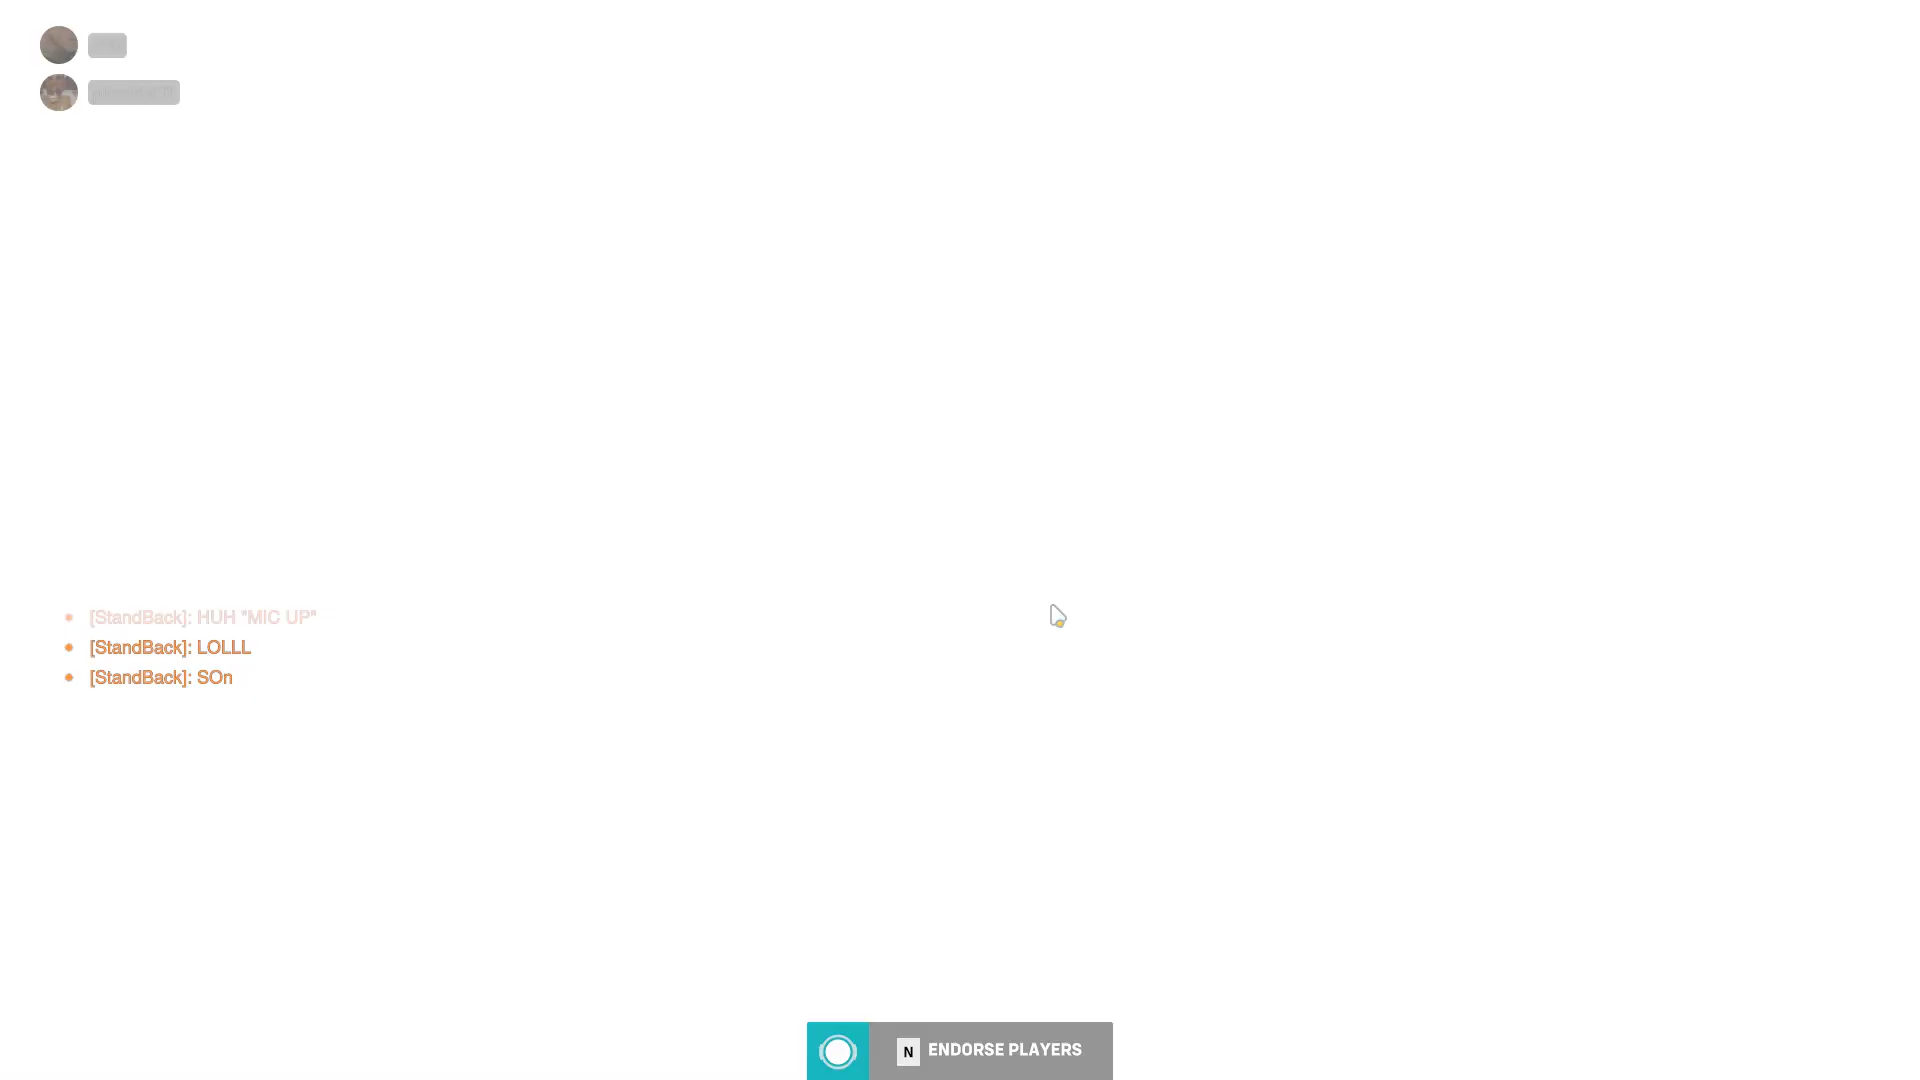 [StandBack]: HUH "MIC UP"
[StandBack]: LOLLL
[StandBack]: SOn
N ENDORSE PLAYERS